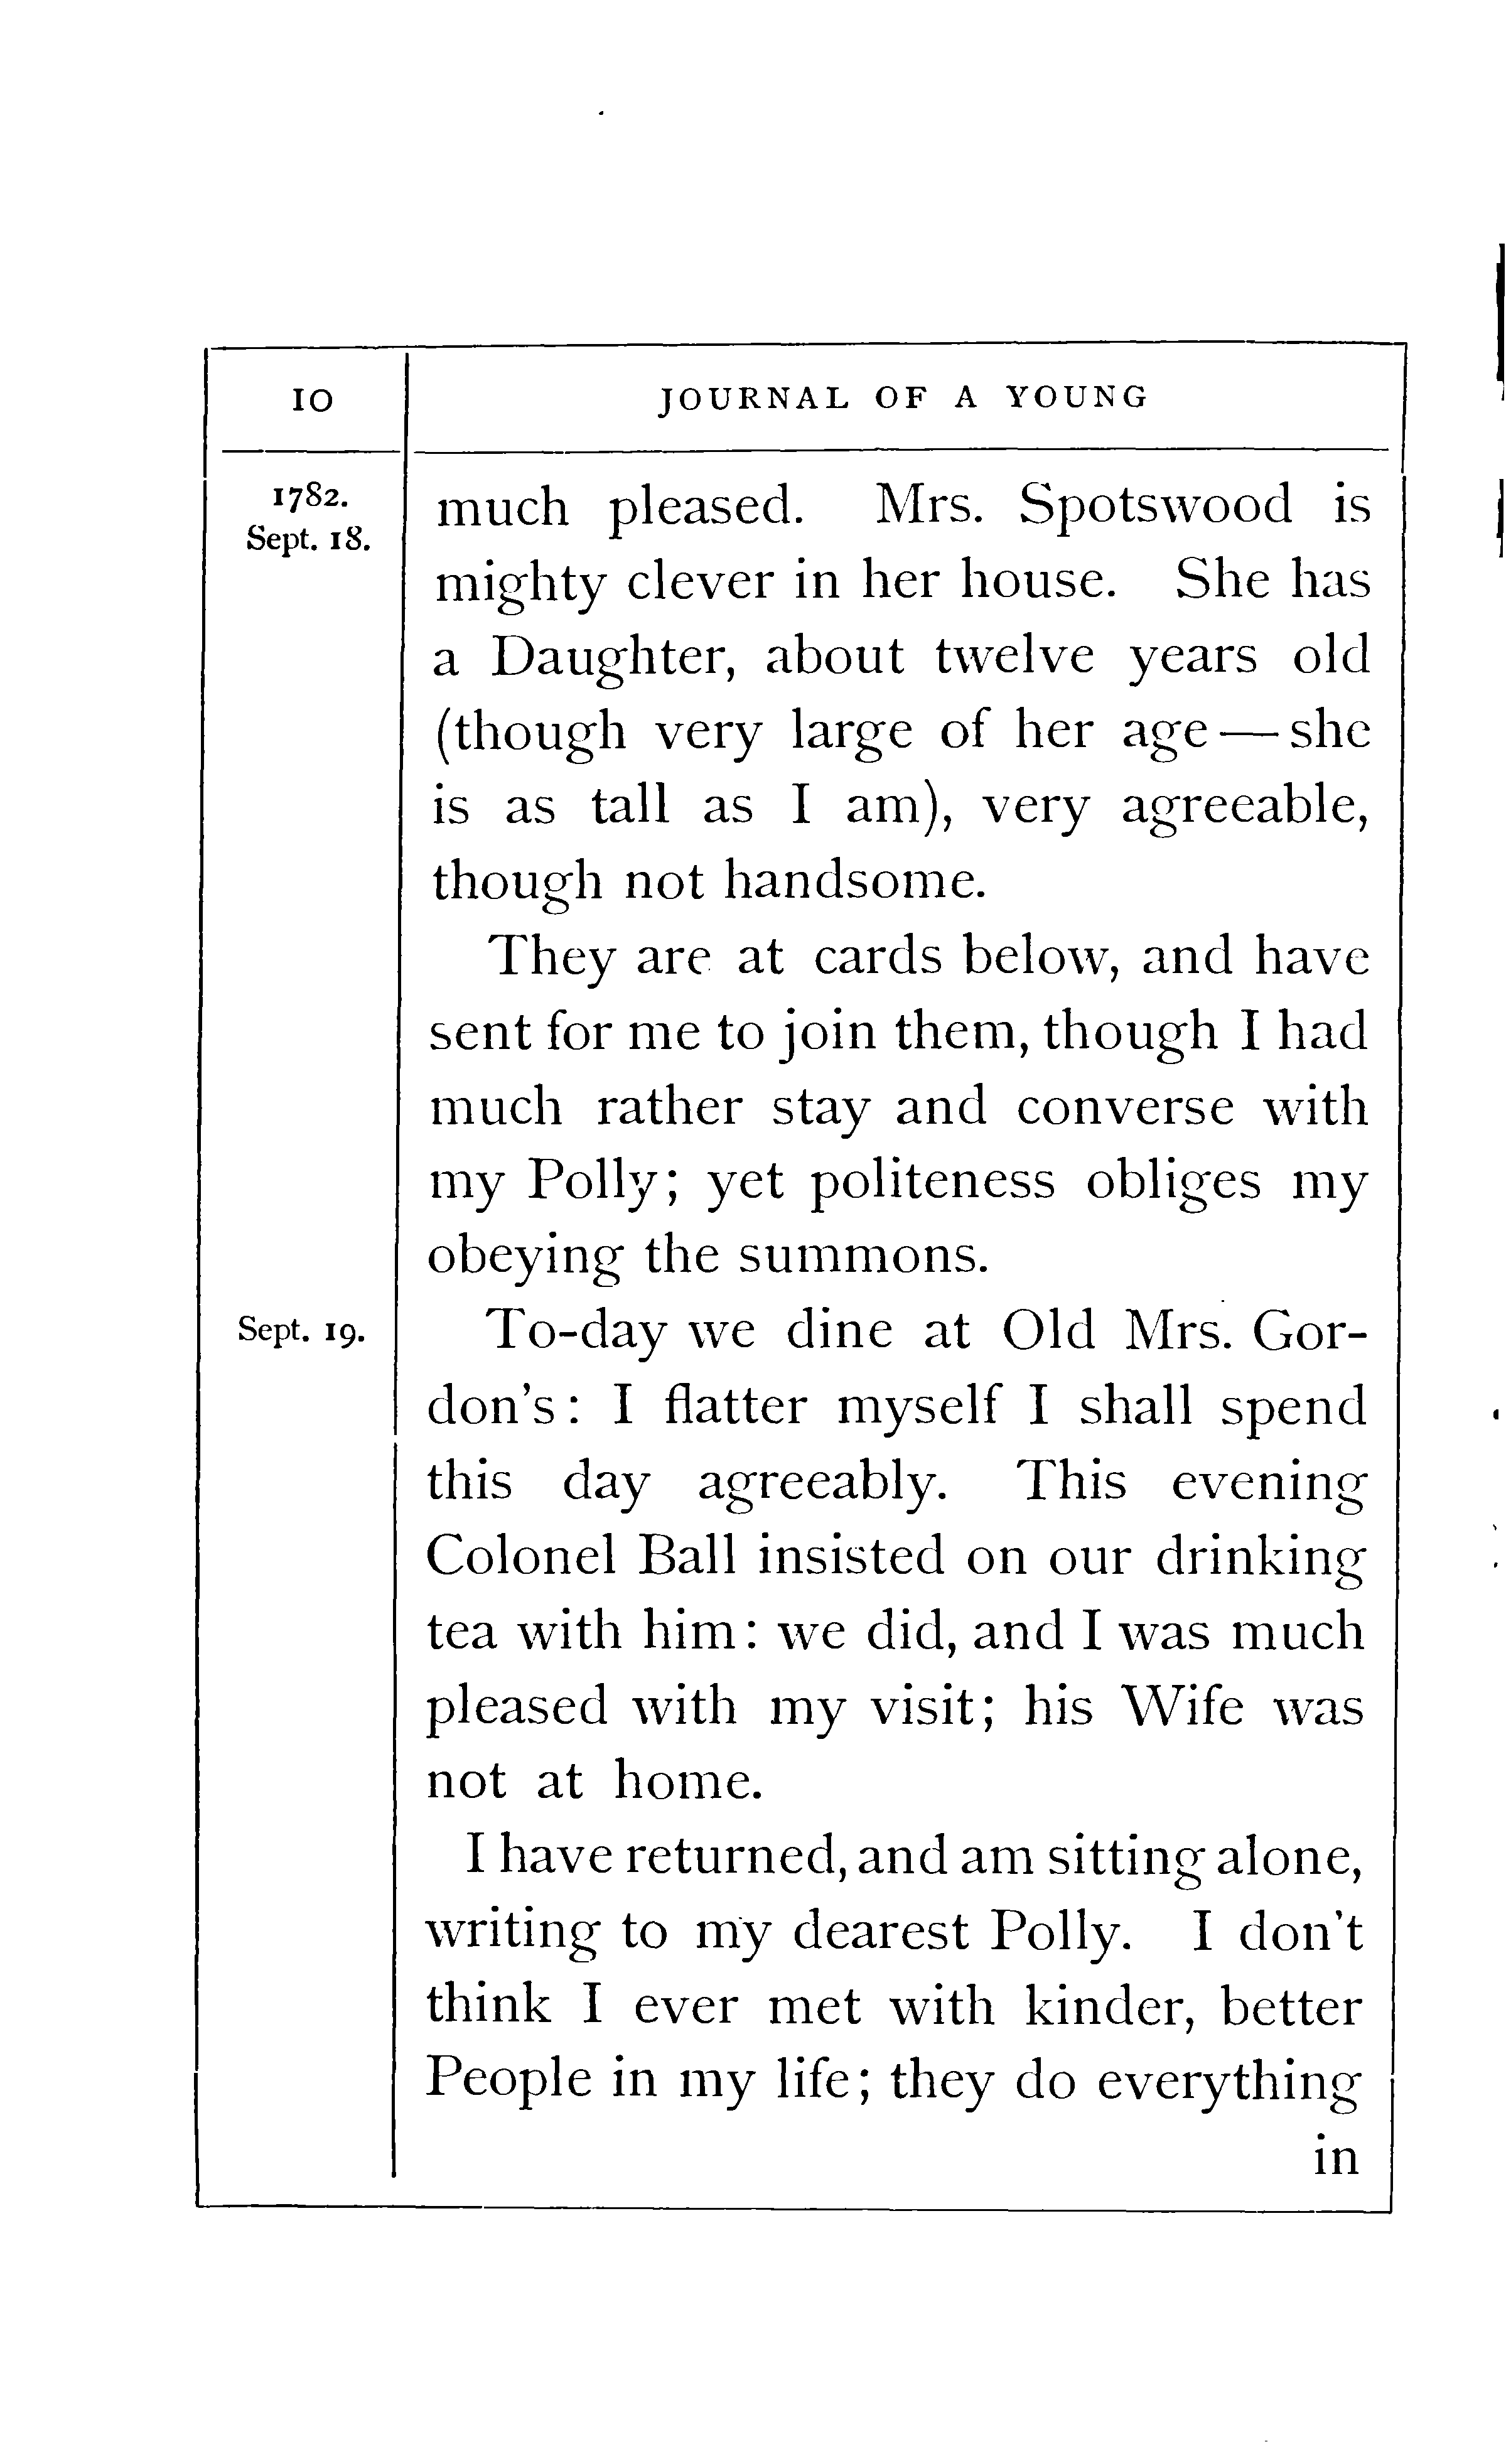 10
JOURNAL OF A YOUNG
1782.
Sept. 18.
much pleased. Mrs. Spotswood is
mighty clever in her house. She has
a Daughter, about twelve years old
(though very large of her age—she
is as tall as I am), very agreeable,
though not handsome.
They are at cards below, and have
sent for me to join them, though I had
much rather stay and converse with
my Polly; yet politeness obliges my
obeying the summons.
Sept. 19.
To-day we dine at Old Mrs. Gor-
don's: I flatter myself I shall spend
this day agreeably. This evening
Colonel Ball insisted on our drinking
tea with him: we did, and I was much
pleased with my visit; his Wife was
not at home.
I have returned, and am sitting alone,
writing to my dearest Polly. I don't
think I ever met with kinder, better
People in my life; they do everything
in